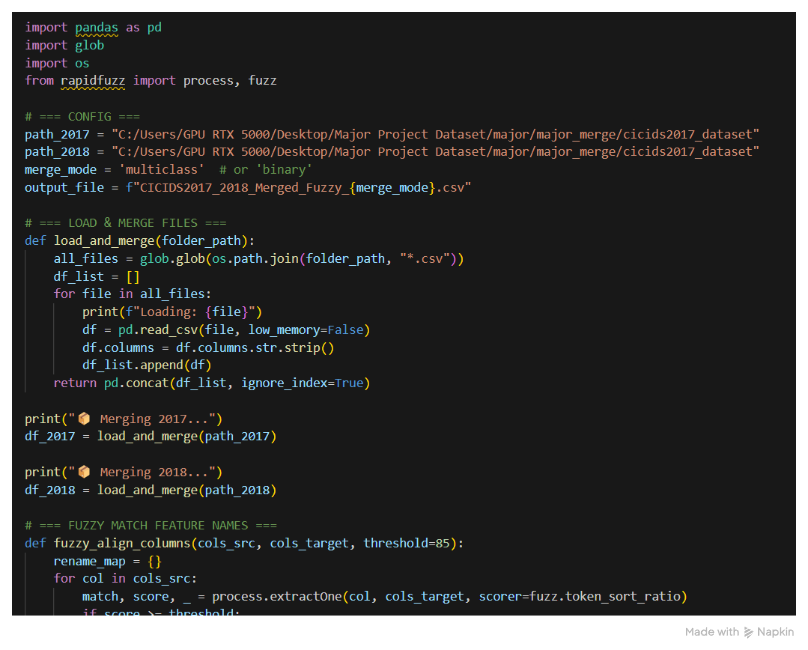 import pandas as pd
import glob
import os
from rapidfuzz import process, fuzz
# === CONFIG ===
path_2017 = "C:/Users/GPU RTX 5000/Desktop/Major Project Dataset/major/major_merge/cicids2017_dataset"
path_2018 = "C:/Users/GPU RTX 5000/Desktop/Major Project Dataset/major/major_merge/cicids2017_dataset"
merge_mode = 'multiclass'  # or 'binary'
output_file = f"CICIDS2017_2018_Merged_Fuzzy_{merge_mode}.csv"
# === LOAD & MERGE FILES ===
def load_and_merge(folder_path):
    all_files = glob.glob(os.path.join(folder_path, "*.csv"))
    df_list = []
    for file in all_files:
        print(f"Loading: {file}")
        df = pd.read_csv(file, low_memory=False)
        df.columns = df.columns.str.strip()
        df_list.append(df)
    return pd.concat(df_list, ignore_index=True)
print("📦 Merging 2017...")
df_2017 = load_and_merge(path_2017)
print("📦 Merging 2018...")
df_2018 = load_and_merge(path_2018)
# === FUZZY MATCH FEATURE NAMES ===
def fuzzy_align_columns(cols_src, cols_target, threshold=85):
    rename_map = {}
    for col in cols_src:
        match, score, _ = process.extractOne(col, cols_target, scorer=fuzz.token_sort_ratio)
        if score >= threshold:
Made with Napkin